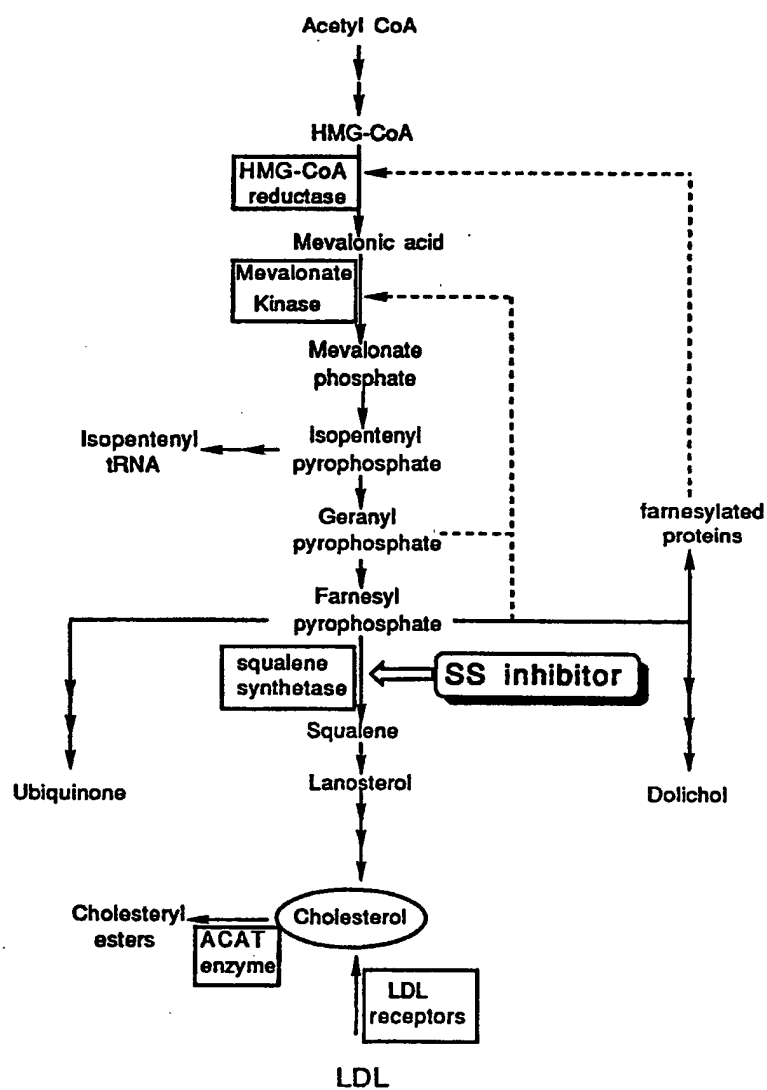 Acetyl CoA
HMG-CoA
HMG-CoA
reductase
Mevalonic acid
Mevalonate
Kinase
Mevalonate
phosphate
Isopentenyl
tRNA
Isopentenyl
pyrophosphate
Geranyl
pyrophosphate
farnesylated
proteins
Farnesyl
pyrophosphate
squalene
synthetase
SS inhibitor
Squalene
Ubiquinone
Lanosterol
Dolichol
Cholesteryl
esters
Cholesterol
ACAT
enzyme
LDL
receptors
LDL